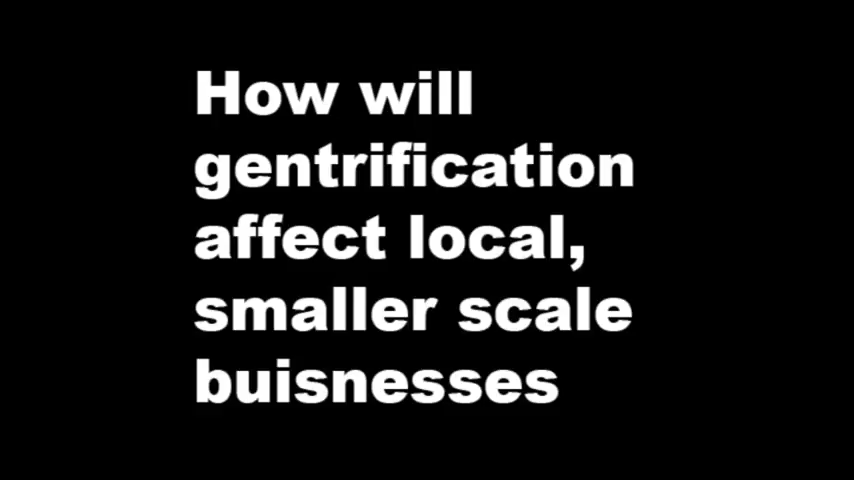 How will
gentrification
affect local,
smaller scale
buisnesses